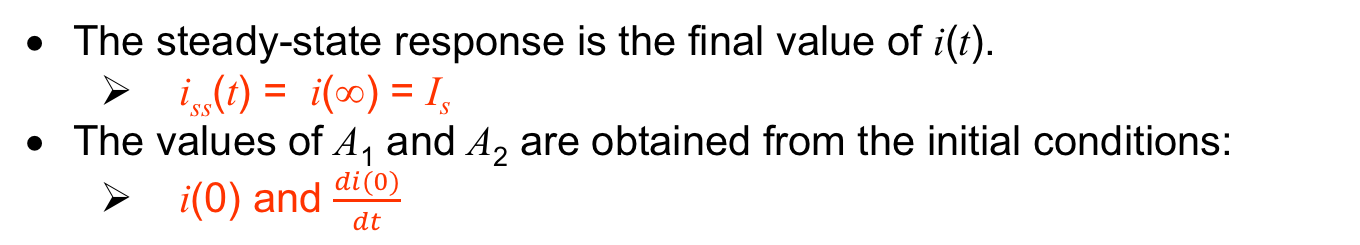 • The steady-state response is the final value of i(t).
➢ iₛₛ(t) = i(∞) = Iₛ
• The values of A₁ and A₂ are obtained from the initial conditions:
➢ i(0) and di(0)/dt